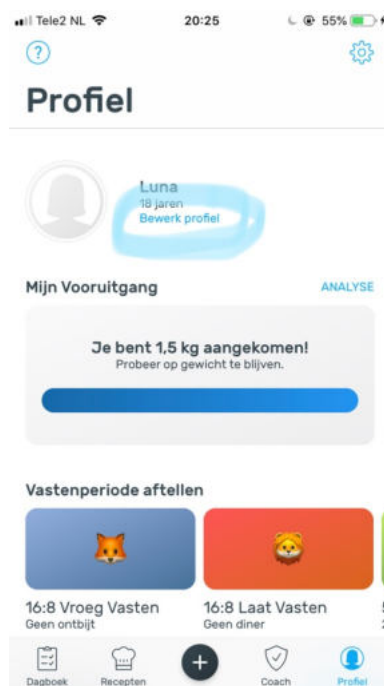 Tele2 NL 20:25 55%
?
Profiel
Luna
18 jaren
Bewerk profiel
Mijn Vooruitgang ANALYSE
Je bent 1,5 kg aangekomen!
Probeer op gewicht te blijven.
Vastenperiode aftellen
16:8 Vroeg Vasten 16:8 Laat Vasten
Geen ontbijt Geen diner
Dagboek Recepten + Coach Profiel